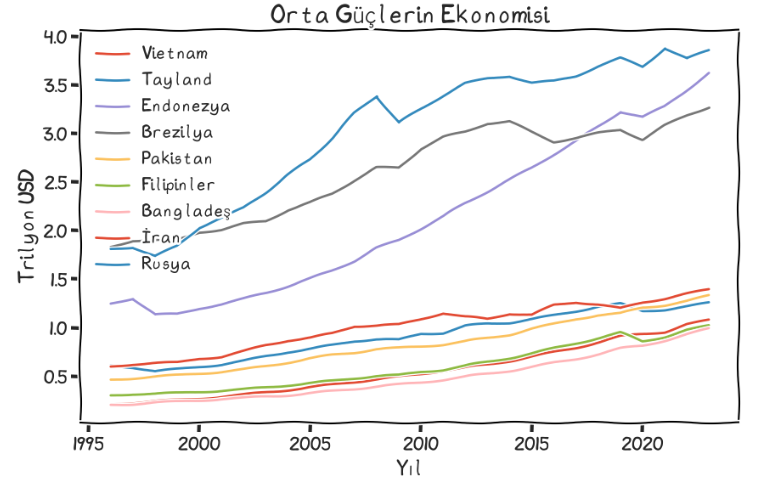 Orta Güçlerin Ekonomisi
4.0
3.5
3.0
2.5
2.0
1.5
1.0
0.5
Trilyon USD
Vietnam
Tayland
Endonezya
Brezilya
Pakistan
Filipinler
Bangladeş
İran
Rusya
1995 2000 2005 2010 2015 2020
Yıl